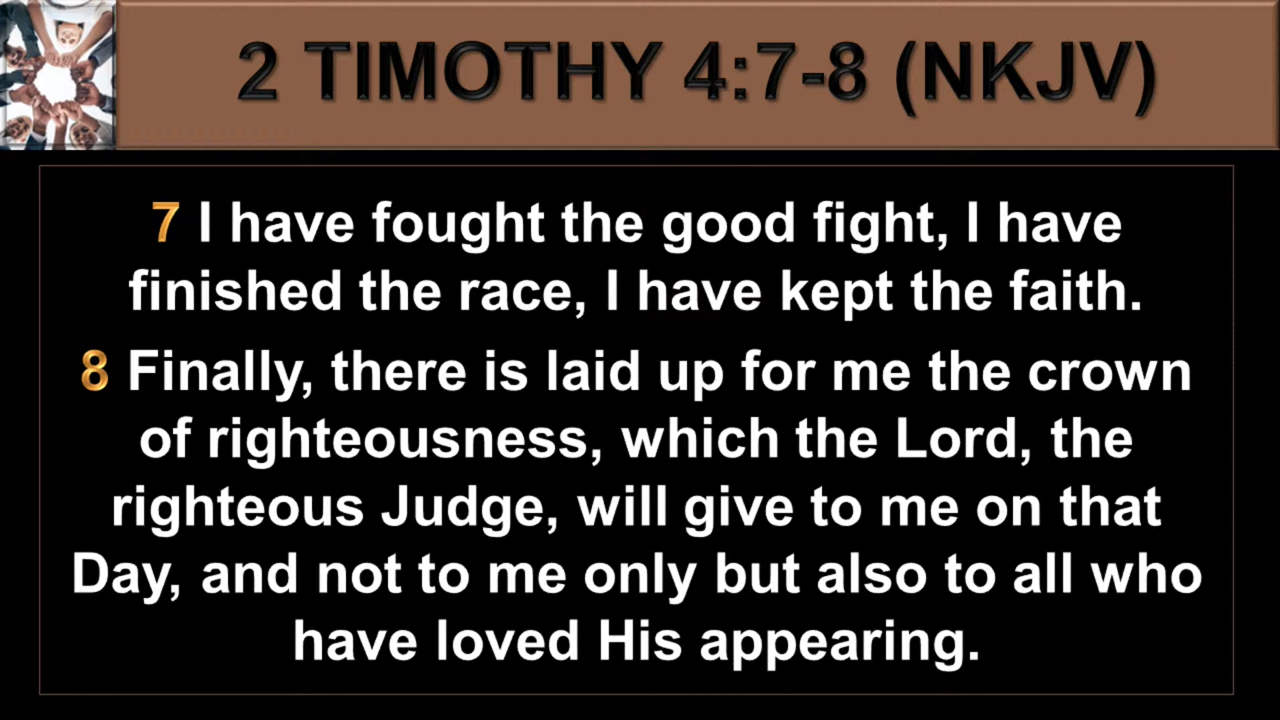 2 TIMOTHY 4:7-8 (NKJV)
7 I have fought the good fight, I have
finished the race, I have kept the faith.
8 Finally, there is laid up for me the crown
of righteousness, which the Lord, the
righteous Judge, will give to me on that
Day, and not to me only but also to all who
have loved His appearing.